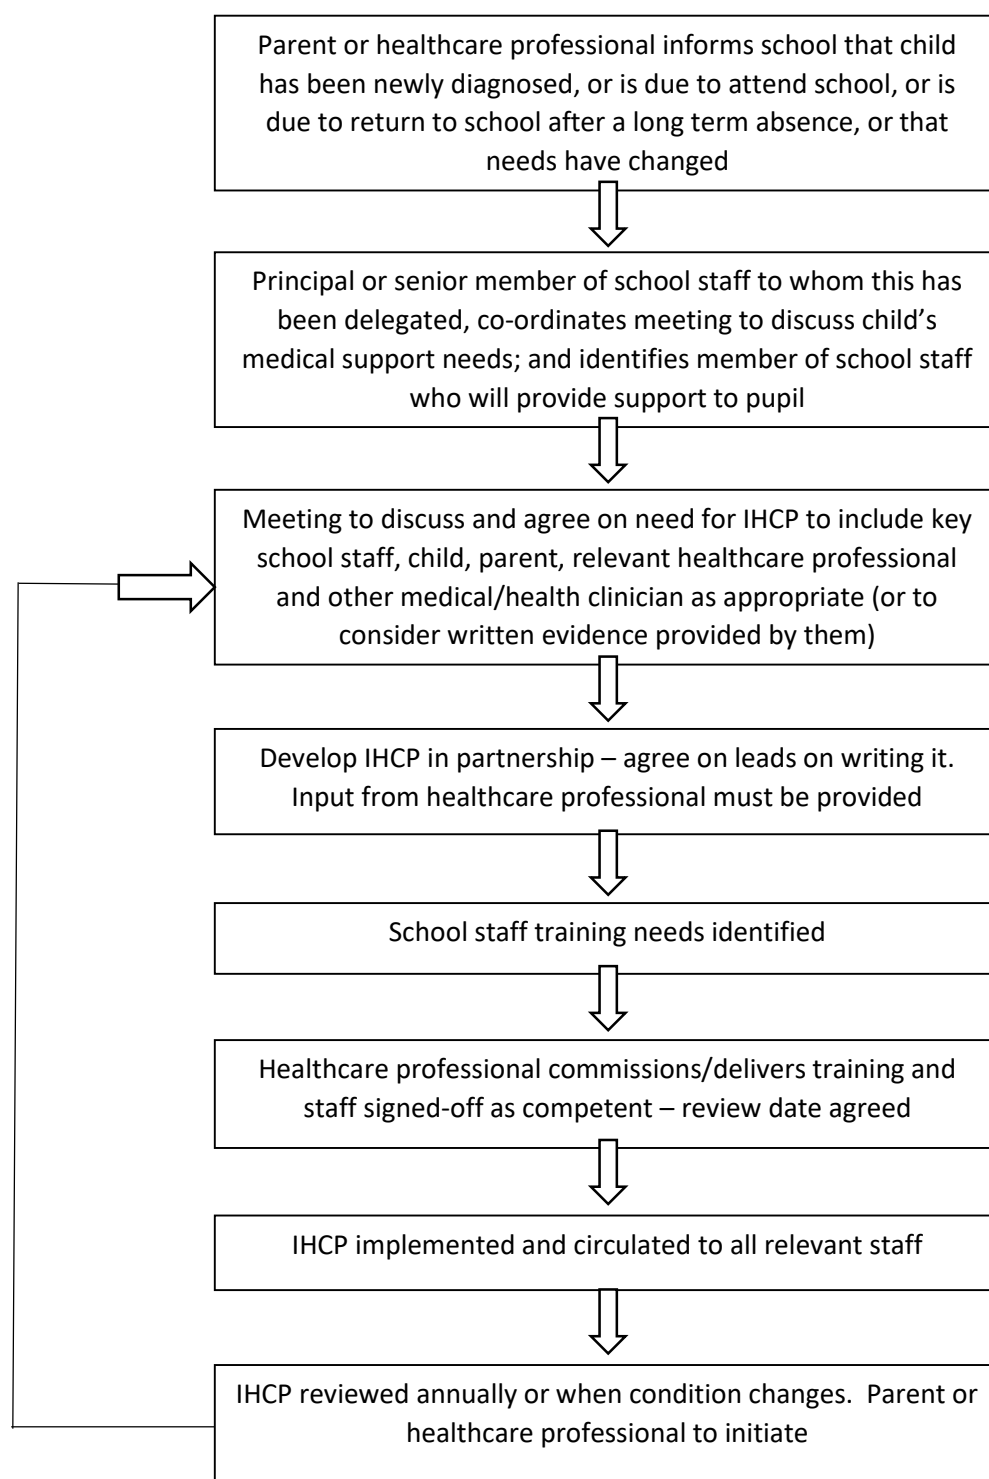 Parent or healthcare professional informs school that child
has been newly diagnosed, or is due to attend school, or is
due to return to school after a long term absence, or that
needs have changed
Principal or senior member of school staff to whom this has
been delegated, co-ordinates meeting to discuss child’s
medical support needs; and identifies member of school staff
who will provide support to pupil
Meeting to discuss and agree on need for IHCP to include key
school staff, child, parent, relevant healthcare professional
and other medical/health clinician as appropriate (or to
consider written evidence provided by them)
Develop IHCP in partnership – agree on leads on writing it.
Input from healthcare professional must be provided
School staff training needs identified
Healthcare professional commissions/delivers training and
staff signed-off as competent – review date agreed
IHCP implemented and circulated to all relevant staff
IHCP reviewed annually or when condition changes.  Parent or
healthcare professional to initiate